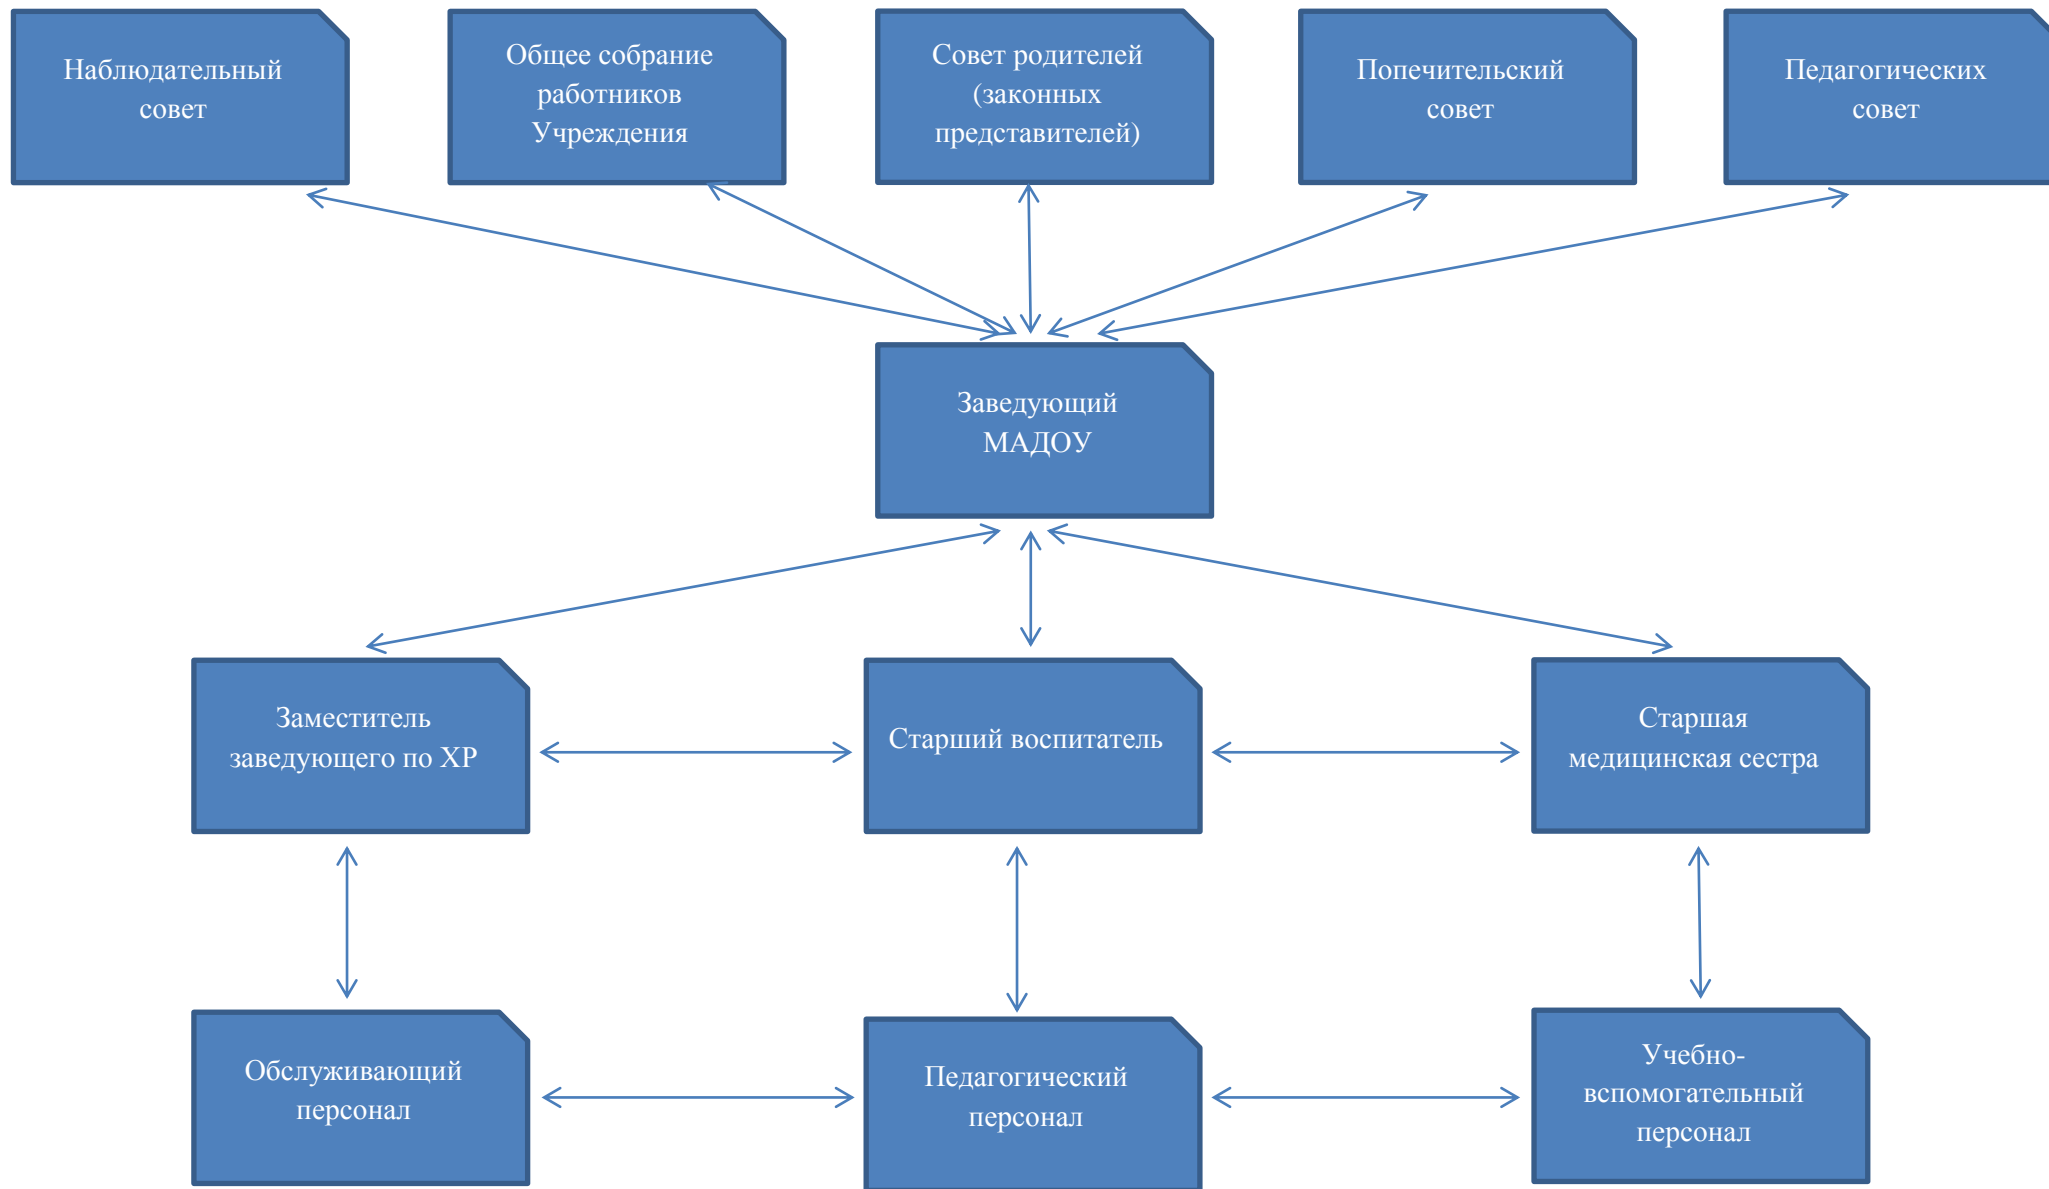 Наблюдательный
совет
Общее собрание
работников
Учреждения
Совет родителей
(законных
представителей)
Попечительский
совет
Педагогических
совет
Заведующий
МАДОУ
Заместитель
заведующего по ХР
Старший воспитатель
Старшая
медицинская сестра
Обслуживающий
персонал
Педагогический
персонал
Учебно-
вспомогательный
персонал